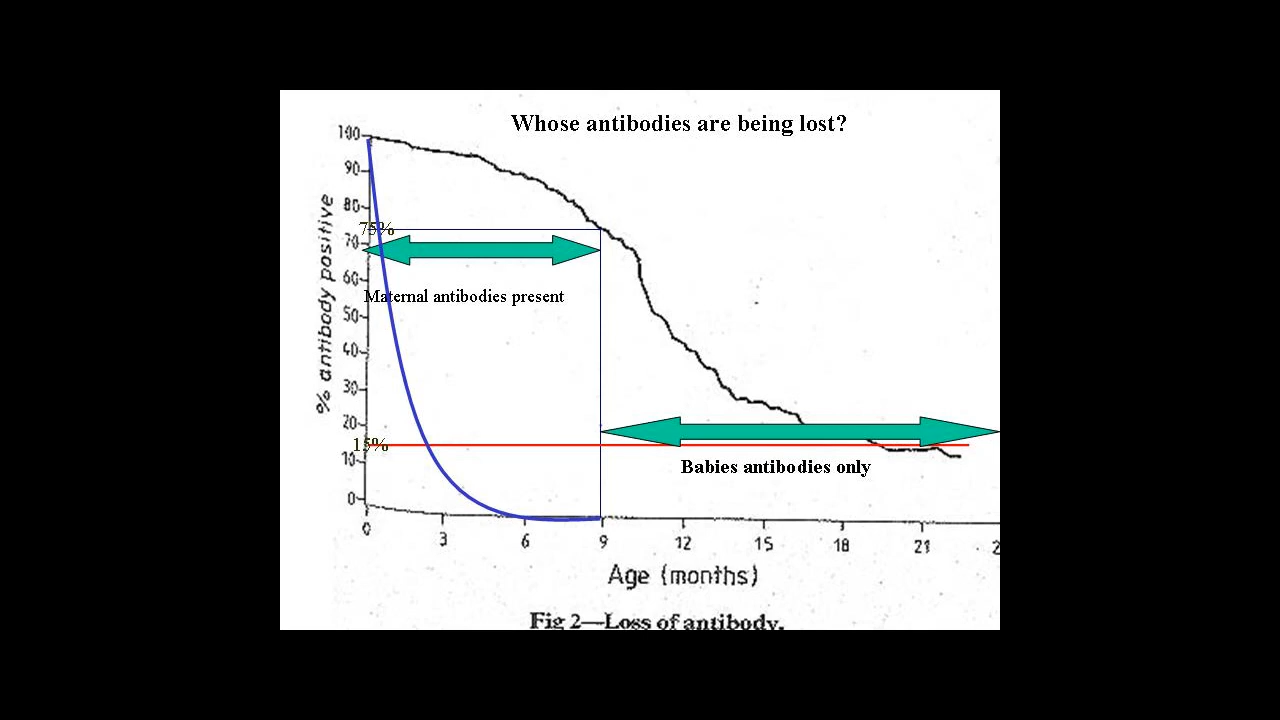 Whose antibodies are being lost?
100
90
80
75%
70
60
Maternal antibodies present
50
40
30
20
15%
10
0
% antibody positive
Babies antibodies only
0 3 6 9 12 15 18 21 2
Age (months)
Fig 2—Loss of antibody.